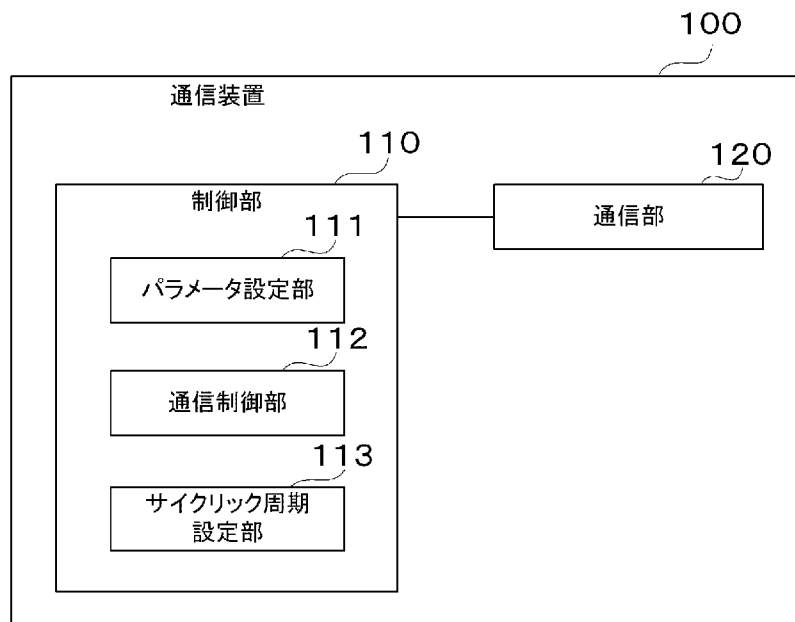 100
通信装置
110
制御部
120
通信部
111
パラメータ設定部
112
通信制御部
113
サイクリック周期
設定部